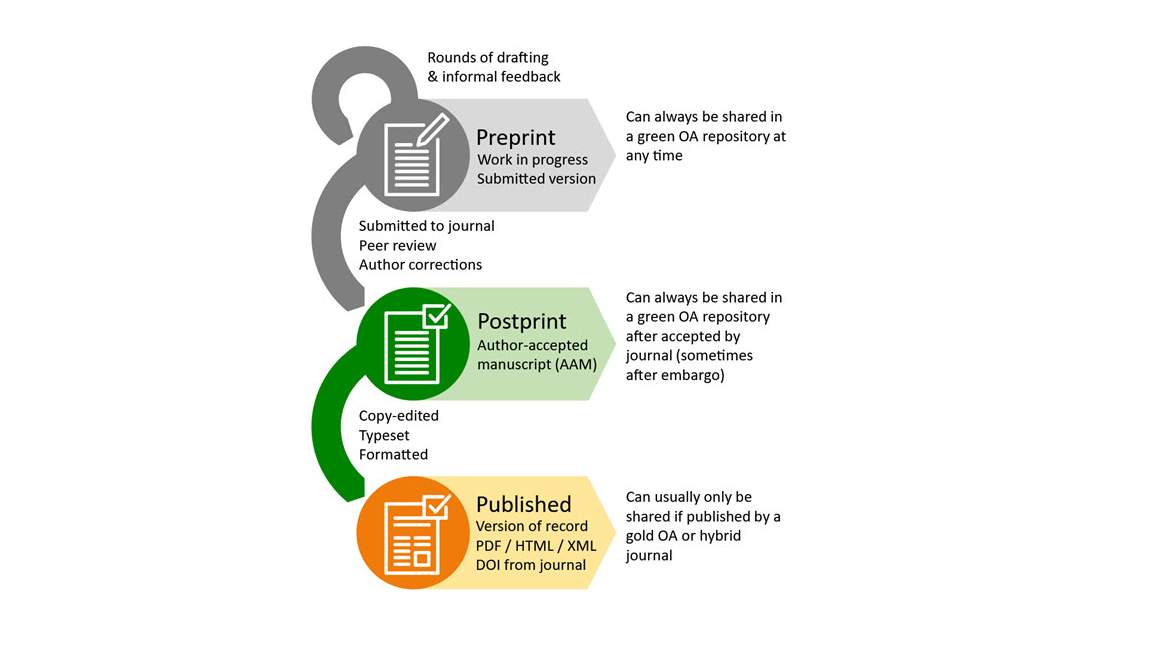 Rounds of drafting
& informal feedback
Preprint
Work in progress
Submitted version
Can always be shared in
a green OA repository at
any time
Submitted to journal
Peer review
Author corrections
Postprint
Author-accepted
manuscript (AAM)
Can always be shared in
a green OA repository
after accepted by
journal (sometimes
after embargo)
Copy-edited
Typeset
Formatted
Published
Version of record
PDF / HTML / XML
DOI from journal
Can usually only be
shared if published by a
gold OA or hybrid
journal